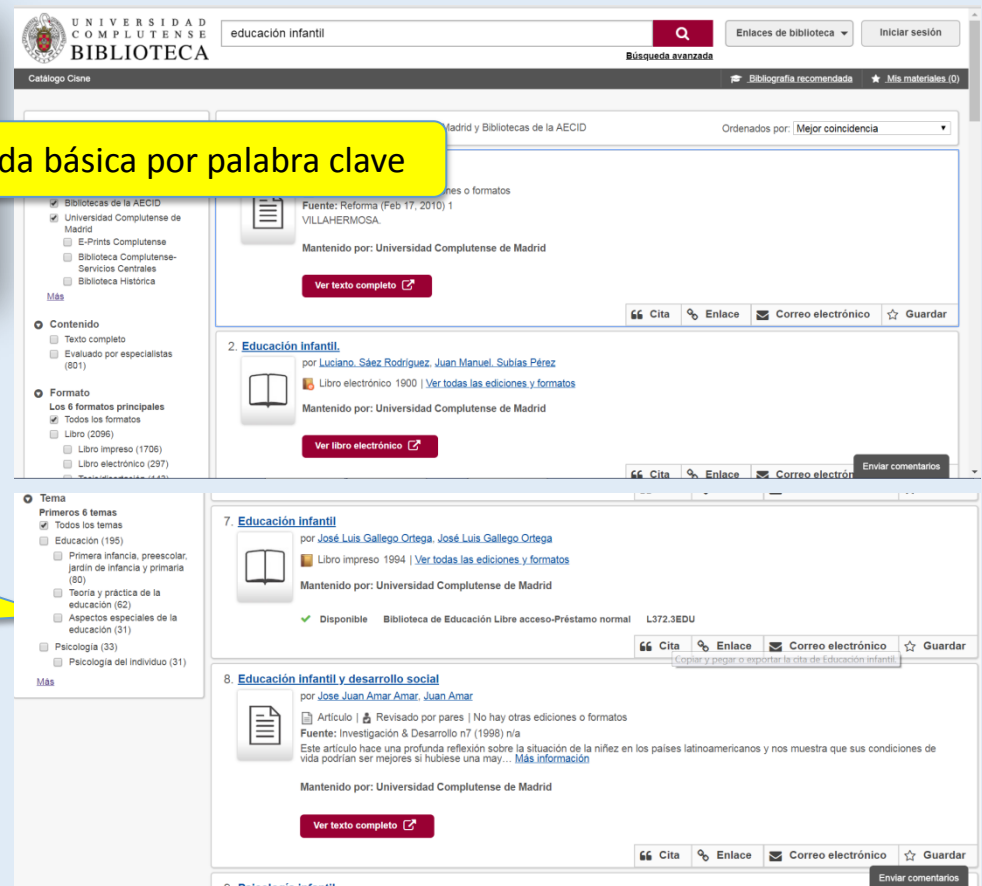 UNIVERSIDAD
COMPLUTENSE
BIBLIOTECA
educación infantil
Búsqueda avanzada
Enlaces de biblioteca
Iniciar sesión
Catálogo Cisne
Bibliografía recomendada
Mis materiales (0)
Madrid y Bibliotecas de la AECID
Ordenados por: Mejor coincidencia
da básica por palabra clave
Bibliotecas de la AECID
Universidad Complutense de
Madrid
E-Prints Complutense
Biblioteca Complutense-
Servicios Centrales
Biblioteca Histórica
Más
Contenido
Texto completo
Evaluado por especialistas
(801)
Formato
Los 6 formatos principales
Todos los formatos
Libro (2096)
Libro impreso (1706)
Libro electrónico (297)
nes o formatos
Fuente: Reforma (Feb 17, 2010) 1
VILLAHERMOSA.
Mantenido por: Universidad Complutense de Madrid
Ver texto completo
Cita Enlace Correo electrónico Guardar
2. Educación infantil.
por Luciano. Sáez Rodríguez, Juan Manuel. Subías Pérez
Libro electrónico 1900 | Ver todas las ediciones y formatos
Mantenido por: Universidad Complutense de Madrid
Ver libro electrónico
Cita Enlace Correo electrón
Enviar comentarios
Tema
Primeros 6 temas
Todos los temas
Educación (195)
Primera infancia, preescolar,
jardín de infancia y primaria
(80)
Teoría y práctica de la
educación (62)
Aspectos especiales de la
educación (31)
Psicología (33)
Psicología del individuo (31)
Más
7. Educación infantil
por José Luis Gallego Ortega, José Luis Gallego Ortega
Libro impreso 1994 | Ver todas las ediciones y formatos
Mantenido por: Universidad Complutense de Madrid
Disponible Biblioteca de Educación Libre acceso-Préstamo normal L372.3EDU
Cita Enlace Correo electrónico Guardar
Copiar y pegar o exportar la cita de Educación infantil.
8. Educación infantil y desarrollo social
por Jose Juan Amar Amar, Juan Amar
Artículo | Revisado por pares | No hay otras ediciones o formatos
Fuente: Investigación & Desarrollo n7 (1998) n/a
Este artículo hace una profunda reflexión sobre la situación de la niñez en los países latinoamericanos y nos muestra que sus condiciones de
vida podrían ser mejores si hubiese una may… Más información
Mantenido por: Universidad Complutense de Madrid
Ver texto completo
Cita Enlace Correo electrónico Guardar
Enviar comentarios